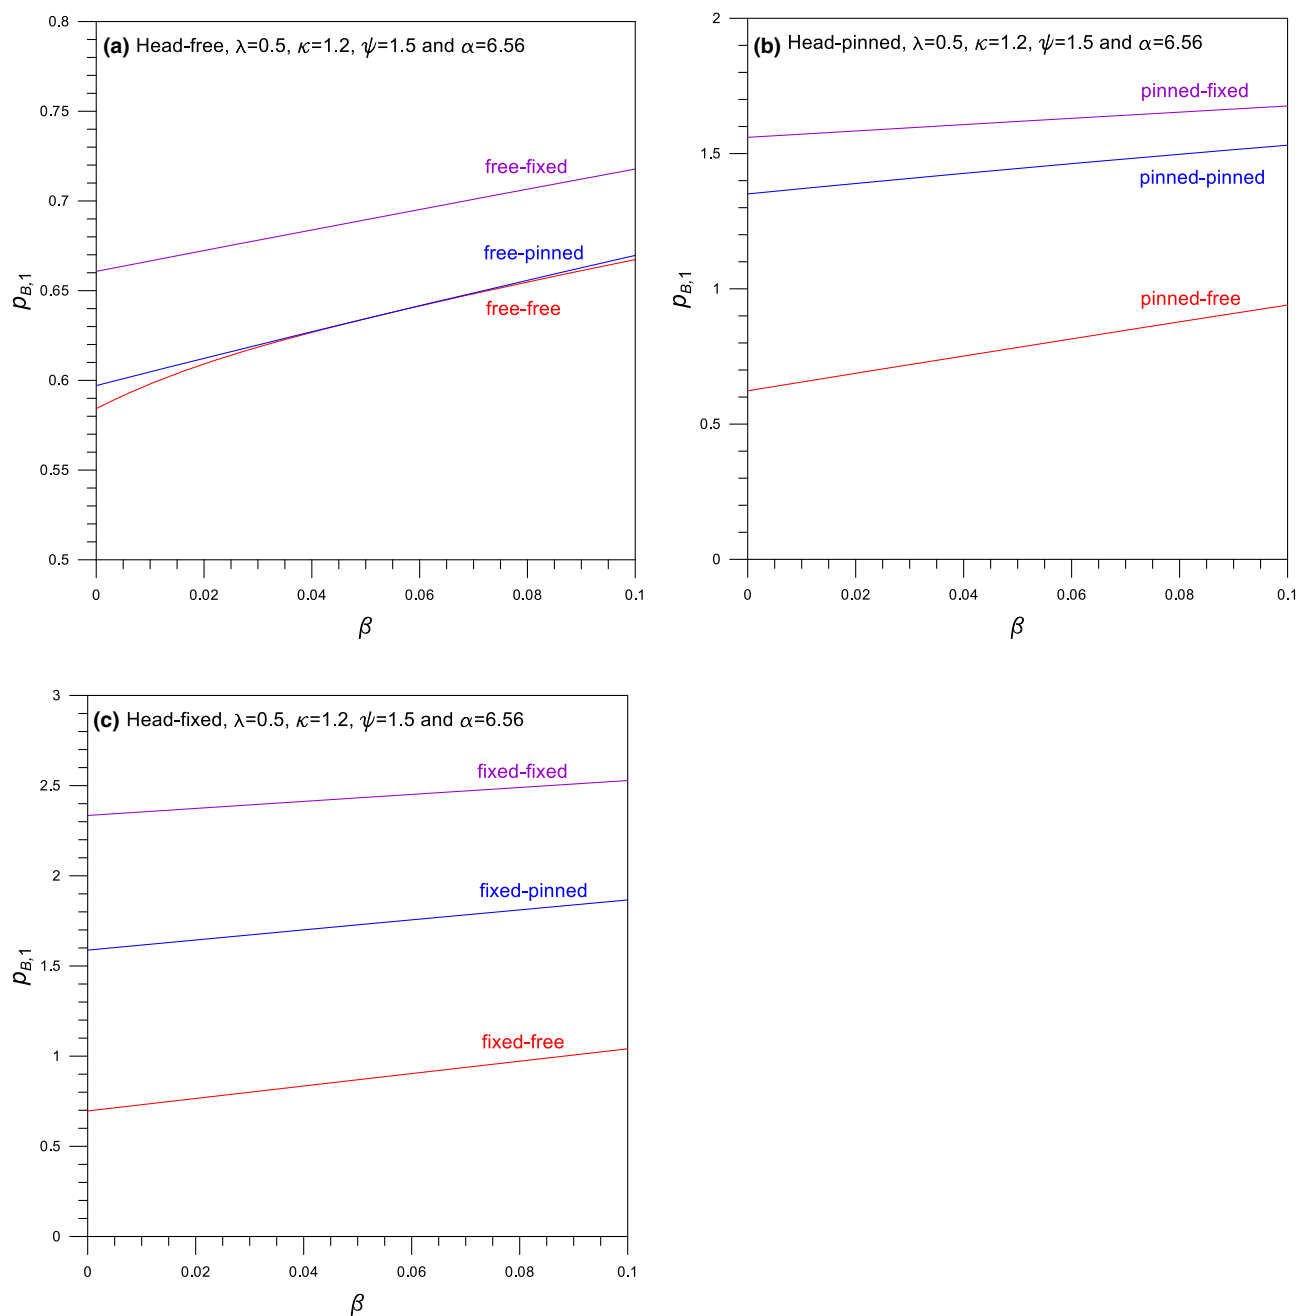 (a) Head-free, λ=0.5, κ=1.2, ψ=1.5 and α=6.56
0.8
0.75
0.7
0.65
0.6
0.55
0.5
p_{B,1}
free-fixed
free-pinned
free-free
0 0.02 0.04 0.06 0.08 0.1
β
(b) Head-pinned, λ=0.5, κ=1.2, ψ=1.5 and α=6.56
2
1.5
1
0.5
0
p_{B,1}
pinned-fixed
pinned-pinned
pinned-free
0 0.02 0.04 0.06 0.08 0.1
β
(c) Head-fixed, λ=0.5, κ=1.2, ψ=1.5 and α=6.56
3
2.5
2
1.5
1
0.5
0
p_{B,1}
fixed-fixed
fixed-pinned
fixed-free
0 0.02 0.04 0.06 0.08 0.1
β